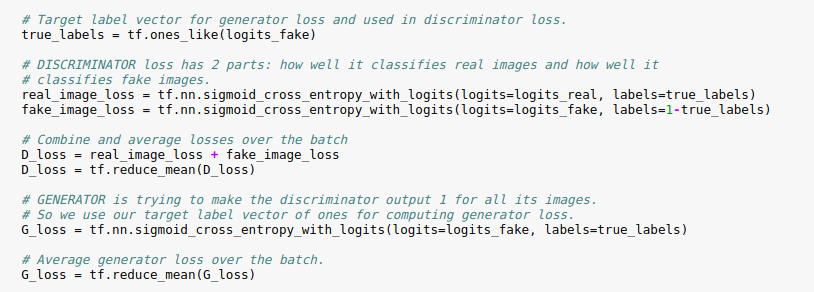 # Target label vector for generator loss and used in discriminator loss.
true_labels = tf.ones_like(logits_fake)
# DISCRIMINATOR loss has 2 parts: how well it classifies real images and how well it
# classifies fake images.
real_image_loss = tf.nn.sigmoid_cross_entropy_with_logits(logits=logits_real, labels=true_labels)
fake_image_loss = tf.nn.sigmoid_cross_entropy_with_logits(logits=logits_fake, labels=1-true_labels)
# Combine and average losses over the batch
D_loss = real_image_loss + fake_image_loss
D_loss = tf.reduce_mean(D_loss)
# GENERATOR is trying to make the discriminator output 1 for all its images.
# So we use our target label vector of ones for computing generator loss.
G_loss = tf.nn.sigmoid_cross_entropy_with_logits(logits=logits_fake, labels=true_labels)
# Average generator loss over the batch.
G_loss = tf.reduce_mean(G_loss)